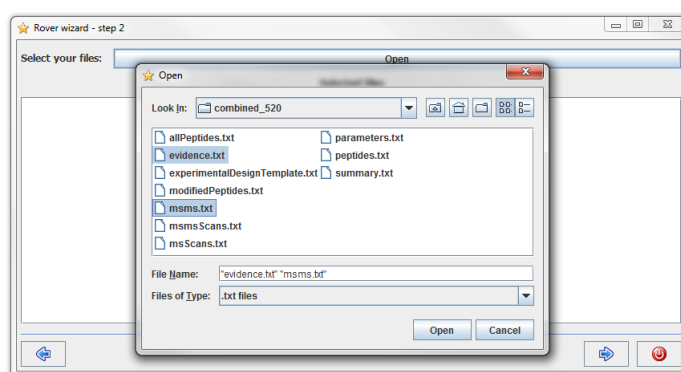 Rover wizard - step 2
Select your files:
Open
Selected files
Open
Look In: combined_520
allPeptides.txt
evidence.txt
experimentalDesignTemplate.txt
modifiedPeptides.txt
msms.txt
msmsScans.txt
msScans.txt
parameters.txt
peptides.txt
summary.txt
File Name: "evidence.txt" "msms.txt"
Files of Type: .txt files
Open Cancel